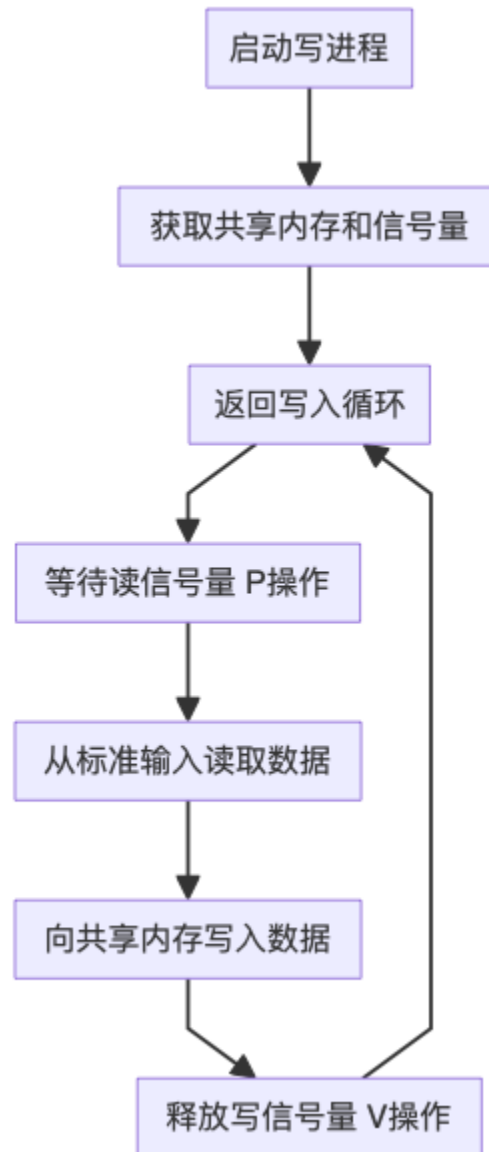 启动写进程
获取共享内存和信号量
返回写入循环
等待读信号量 P操作
从标准输入读取数据
向共享内存写入数据
释放写信号量 V操作